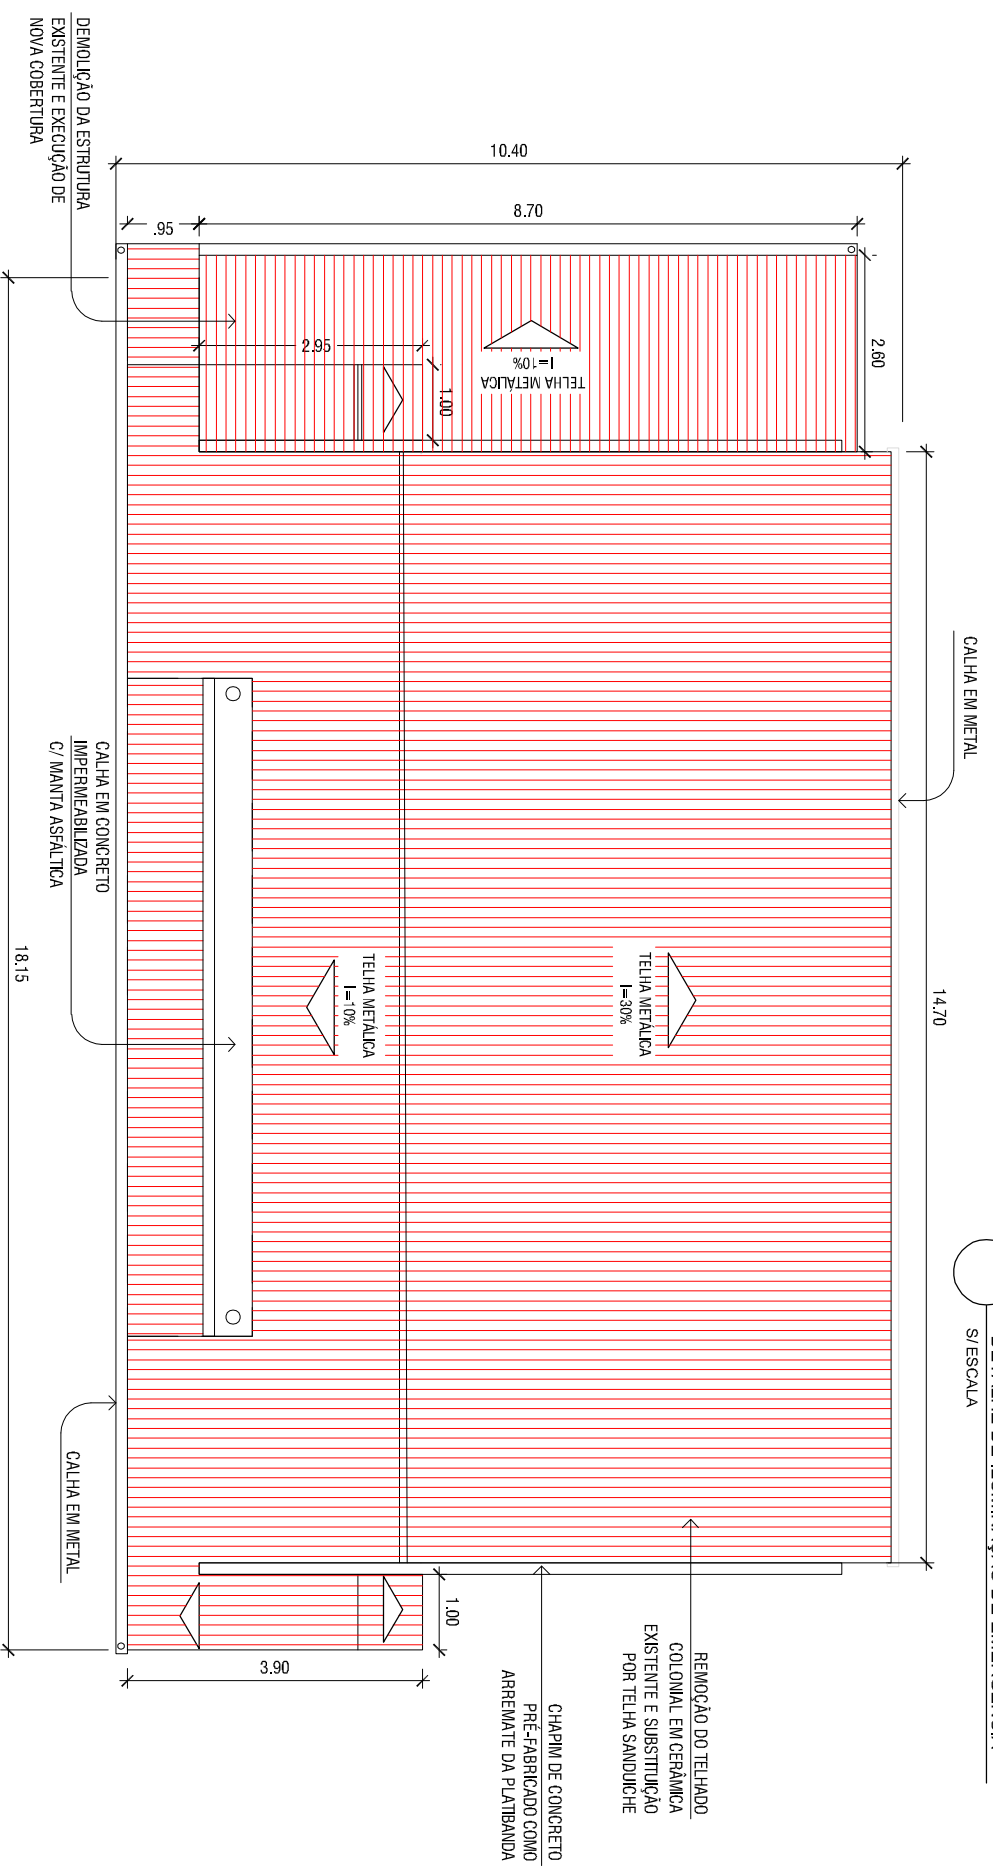 DEMOLIÇÃO DA ESTRUTURA
EXISTENTE E EXECUÇÃO DE
NOVA COBERTURA
10.40
8.70
.95
2.60
2.95
1.00
TELHA METÁLICA
I=10%
CALHA EM METAL
14.70
S/ESCALA
CALHA EM CONCRETO
IMPERMEABILIZADA
C/ MANTA ASFÁLTICA
TELHA METÁLICA
I=10%
TELHA METÁLICA
I=30%
18.15
CALHA EM METAL
1.00
3.90
REMOÇÃO DO TELHADO
COLONIAL EM CERÂMICA
EXISTENTE E SUBSTITUIÇÃO
POR TELHA SANDUICHE
CHAPIM DE CONCRETO
PRÉ-FABRICADO COMO
ARREMATE DA PLATIBANDA